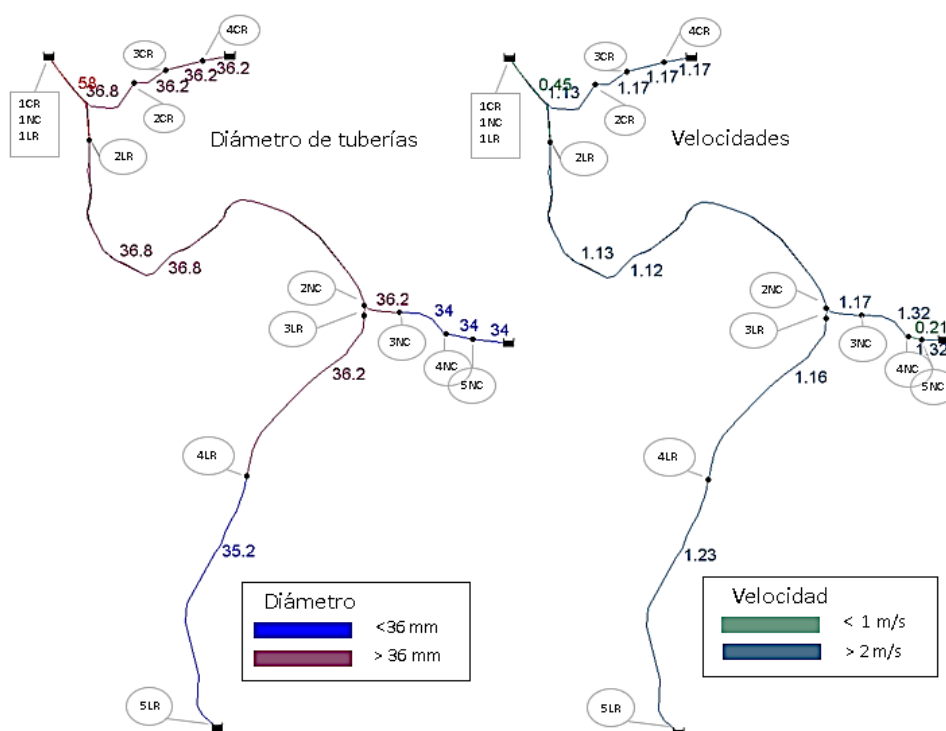 4CR
3CR
36.2
36.2
36.2
58
36.8
1CR
1NC
1LR
2CR
Diámetro de tuberías
2LR
36.8
36.8
2NC
36.2
34
34
34
3LR
3NC
4NC
5NC
36.2
4LR
35.2
Diámetro
<36 mm
> 36 mm
5LR
4CR
3CR
1.17
1.17
1.17
0.45
1.13
1CR
1NC
1LR
2CR
Velocidades
2LR
1.13
1.12
2NC
1.17
1.32
0.21
1.32
3LR
3NC
4NC
5NC
1.16
4LR
1.23
Velocidad
< 1 m/s
> 2 m/s
5LR